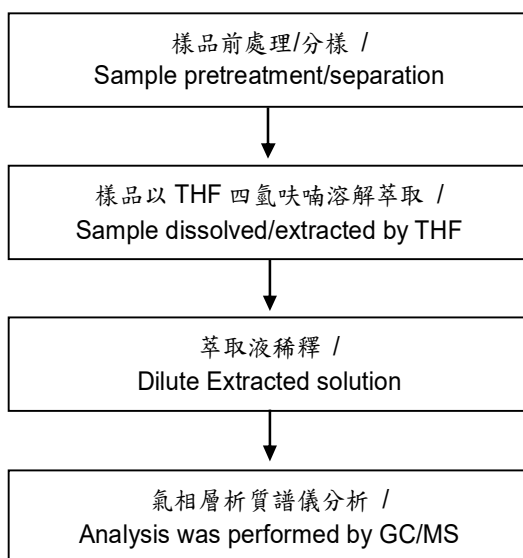 樣品前處理/分樣 /
Sample pretreatment/separation
樣品以 THF 四氫呋喃溶解萃取 /
Sample dissolved/extracted by THF
萃取液稀釋 /
Dilute Extracted solution
氣相層析質譜儀分析 /
Analysis was performed by GC/MS